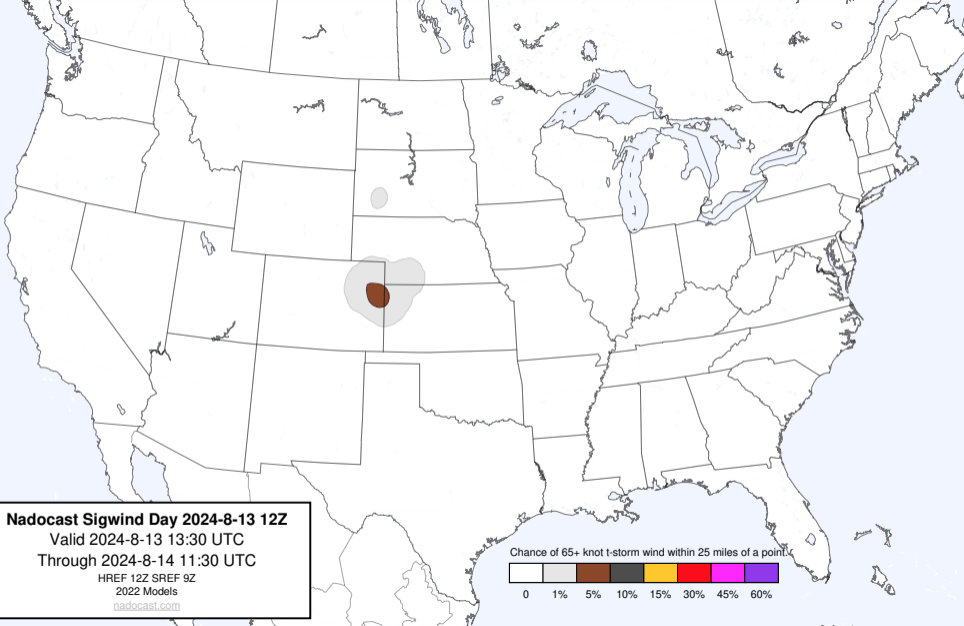 Nadocast Sigwind Day 2024-8-13 12Z
Valid 2024-8-13 13:30 UTC
Through 2024-8-14 11:30 UTC
HREF 12Z SREF 9Z
2022 Models
nadocast.com
Chance of 65+ knot t-storm wind within 25 miles of a point.
0 1% 5% 10% 15% 30% 45% 60%